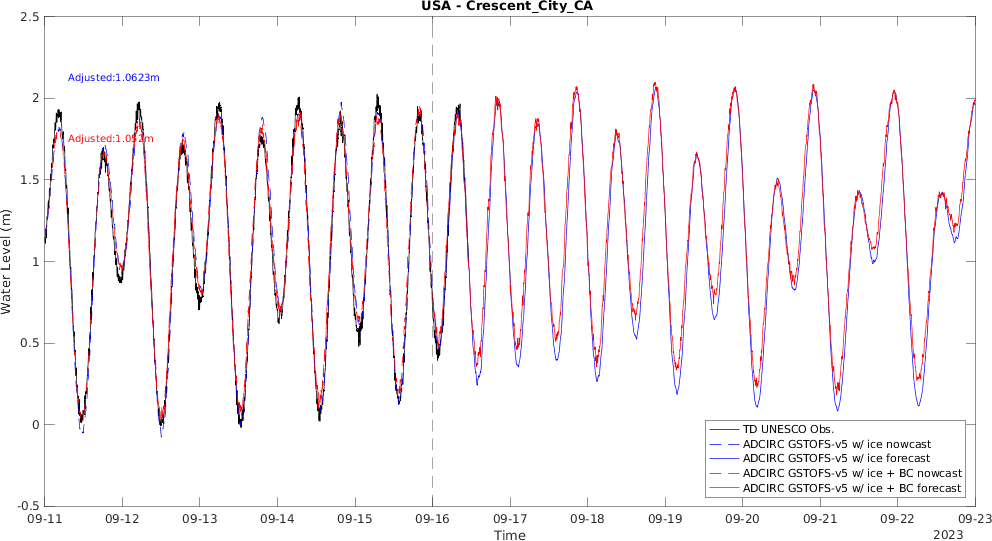 USA - Crescent_City_CA
2.5
2
1.5
1
0.5
0
-0.5
Water Level (m)
Adjusted:1.0623m
Adjusted:1.052m
TD UNESCO Obs.
ADCIRC GSTOFS-v5 w/ ice nowcast
ADCIRC GSTOFS-v5 w/ ice forecast
ADCIRC GSTOFS-v5 w/ ice + BC nowcast
ADCIRC GSTOFS-v5 w/ ice + BC forecast
09-11 09-12 09-13 09-14 09-15 09-16 09-17 09-18 09-19 09-20 09-21 09-22 09-23
Time
2023